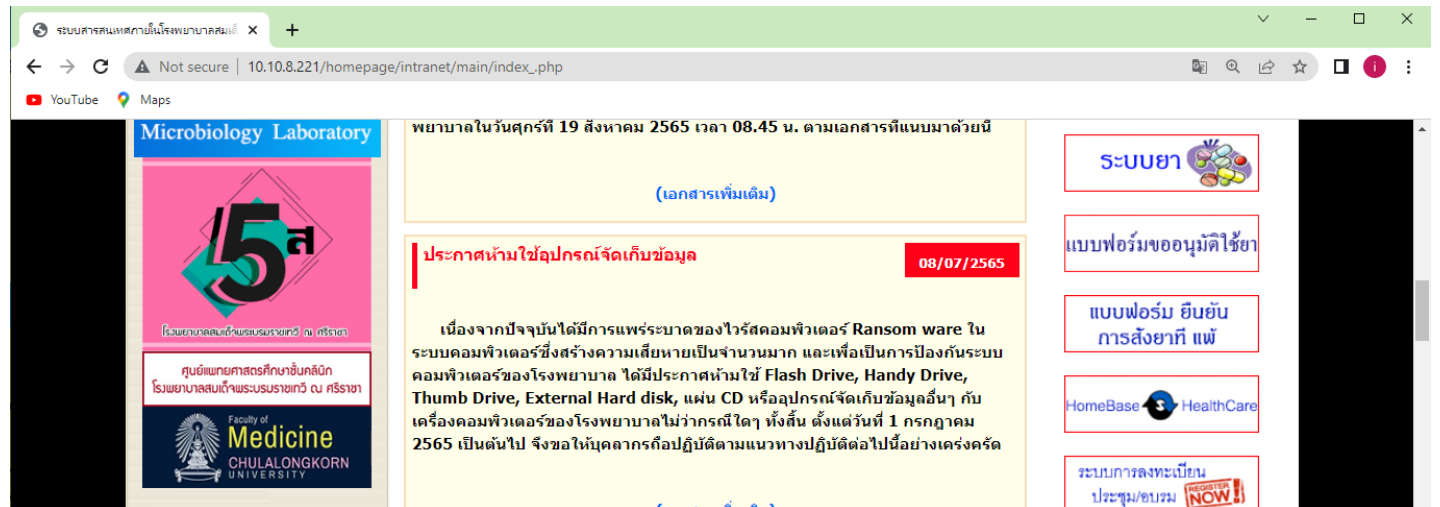 ระบบสารสนเทศภายในโรงพยาบาลสมเด็
Not secure | 10.10.8.221/homepage/intranet/main/index_.php
YouTube Maps
Microbiology Laboratory
5ส
โรงพยาบาลสมเด็จพระบรมราชเทวี ณ ศรีราชา
ศูนย์แพทยศาสตรศึกษาชั้นคลินิก
โรงพยาบาลสมเด็จพระบรมราชเทวี ณ ศรีราชา
Faculty of
Medicine
CHULALONGKORN
UNIVERSITY
พยาบาลในวันศุกร์ที่ 19 สิงหาคม 2565 เวลา 08.45 น. ตามเอกสารที่แนบมาด้วยนี้
(เอกสารเพิ่มเติม)
ประกาศห้ามใช้อุปกรณ์จัดเก็บข้อมูล
08/07/2565
เนื่องจากปัจจุบันได้มีการแพร่ระบาดของไวรัสคอมพิวเตอร์ Ransom ware ใน
ระบบคอมพิวเตอร์ซึ่งสร้างความเสียหายเป็นจำนวนมาก และเพื่อเป็นการป้องกันระบบ
คอมพิวเตอร์ของโรงพยาบาล ได้มีประกาศห้ามใช้ Flash Drive, Handy Drive,
Thumb Drive, External Hard disk, แผ่น CD หรืออุปกรณ์จัดเก็บข้อมูลอื่นๆ กับ
เครื่องคอมพิวเตอร์ของโรงพยาบาลไม่ว่ากรณีใดๆ ทั้งสิ้น ตั้งแต่วันที่ 1 กรกฎาคม
2565 เป็นต้นไป จึงขอให้บุคลากรถือปฏิบัติตามแนวทางปฏิบัติต่อไปนี้อย่างเคร่งครัด
ระบบยา
แบบฟอร์มขออนุมัติใช้ยา
แบบฟอร์ม ยืนยัน
การสั่งยาที่ แพ้
HomeBase HealthCare
ระบบการลงทะเบียน
ประชุม/อบรม REGISTER NOW!